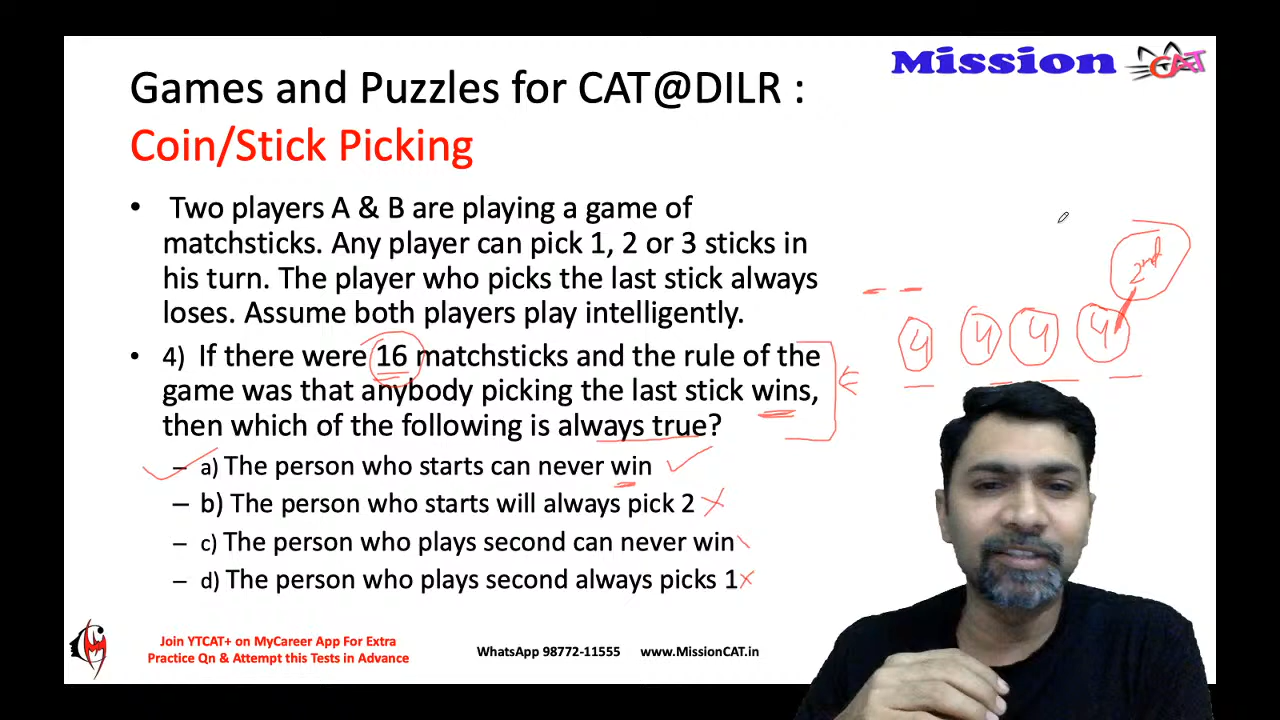 Mission
CAT
Games and Puzzles for CAT@DILR :
Coin/Stick Picking
• Two players A & B are playing a game of
matchsticks. Any player can pick 1, 2 or 3 sticks in
his turn. The player who picks the last stick always
loses. Assume both players play intelligently.
• 4) If there were 16 matchsticks and the rule of the
game was that anybody picking the last stick wins,
then which of the following is always true?
– a) The person who starts can never win
– b) The person who starts will always pick 2
– c) The person who plays second can never win
– d) The person who plays second always picks 1
2nd
4 4 4 4
Join YTCAT+ on MyCareer App For Extra
Practice Qn & Attempt this Tests in Advance
WhatsApp 98772-11555 www.MissionCAT.in